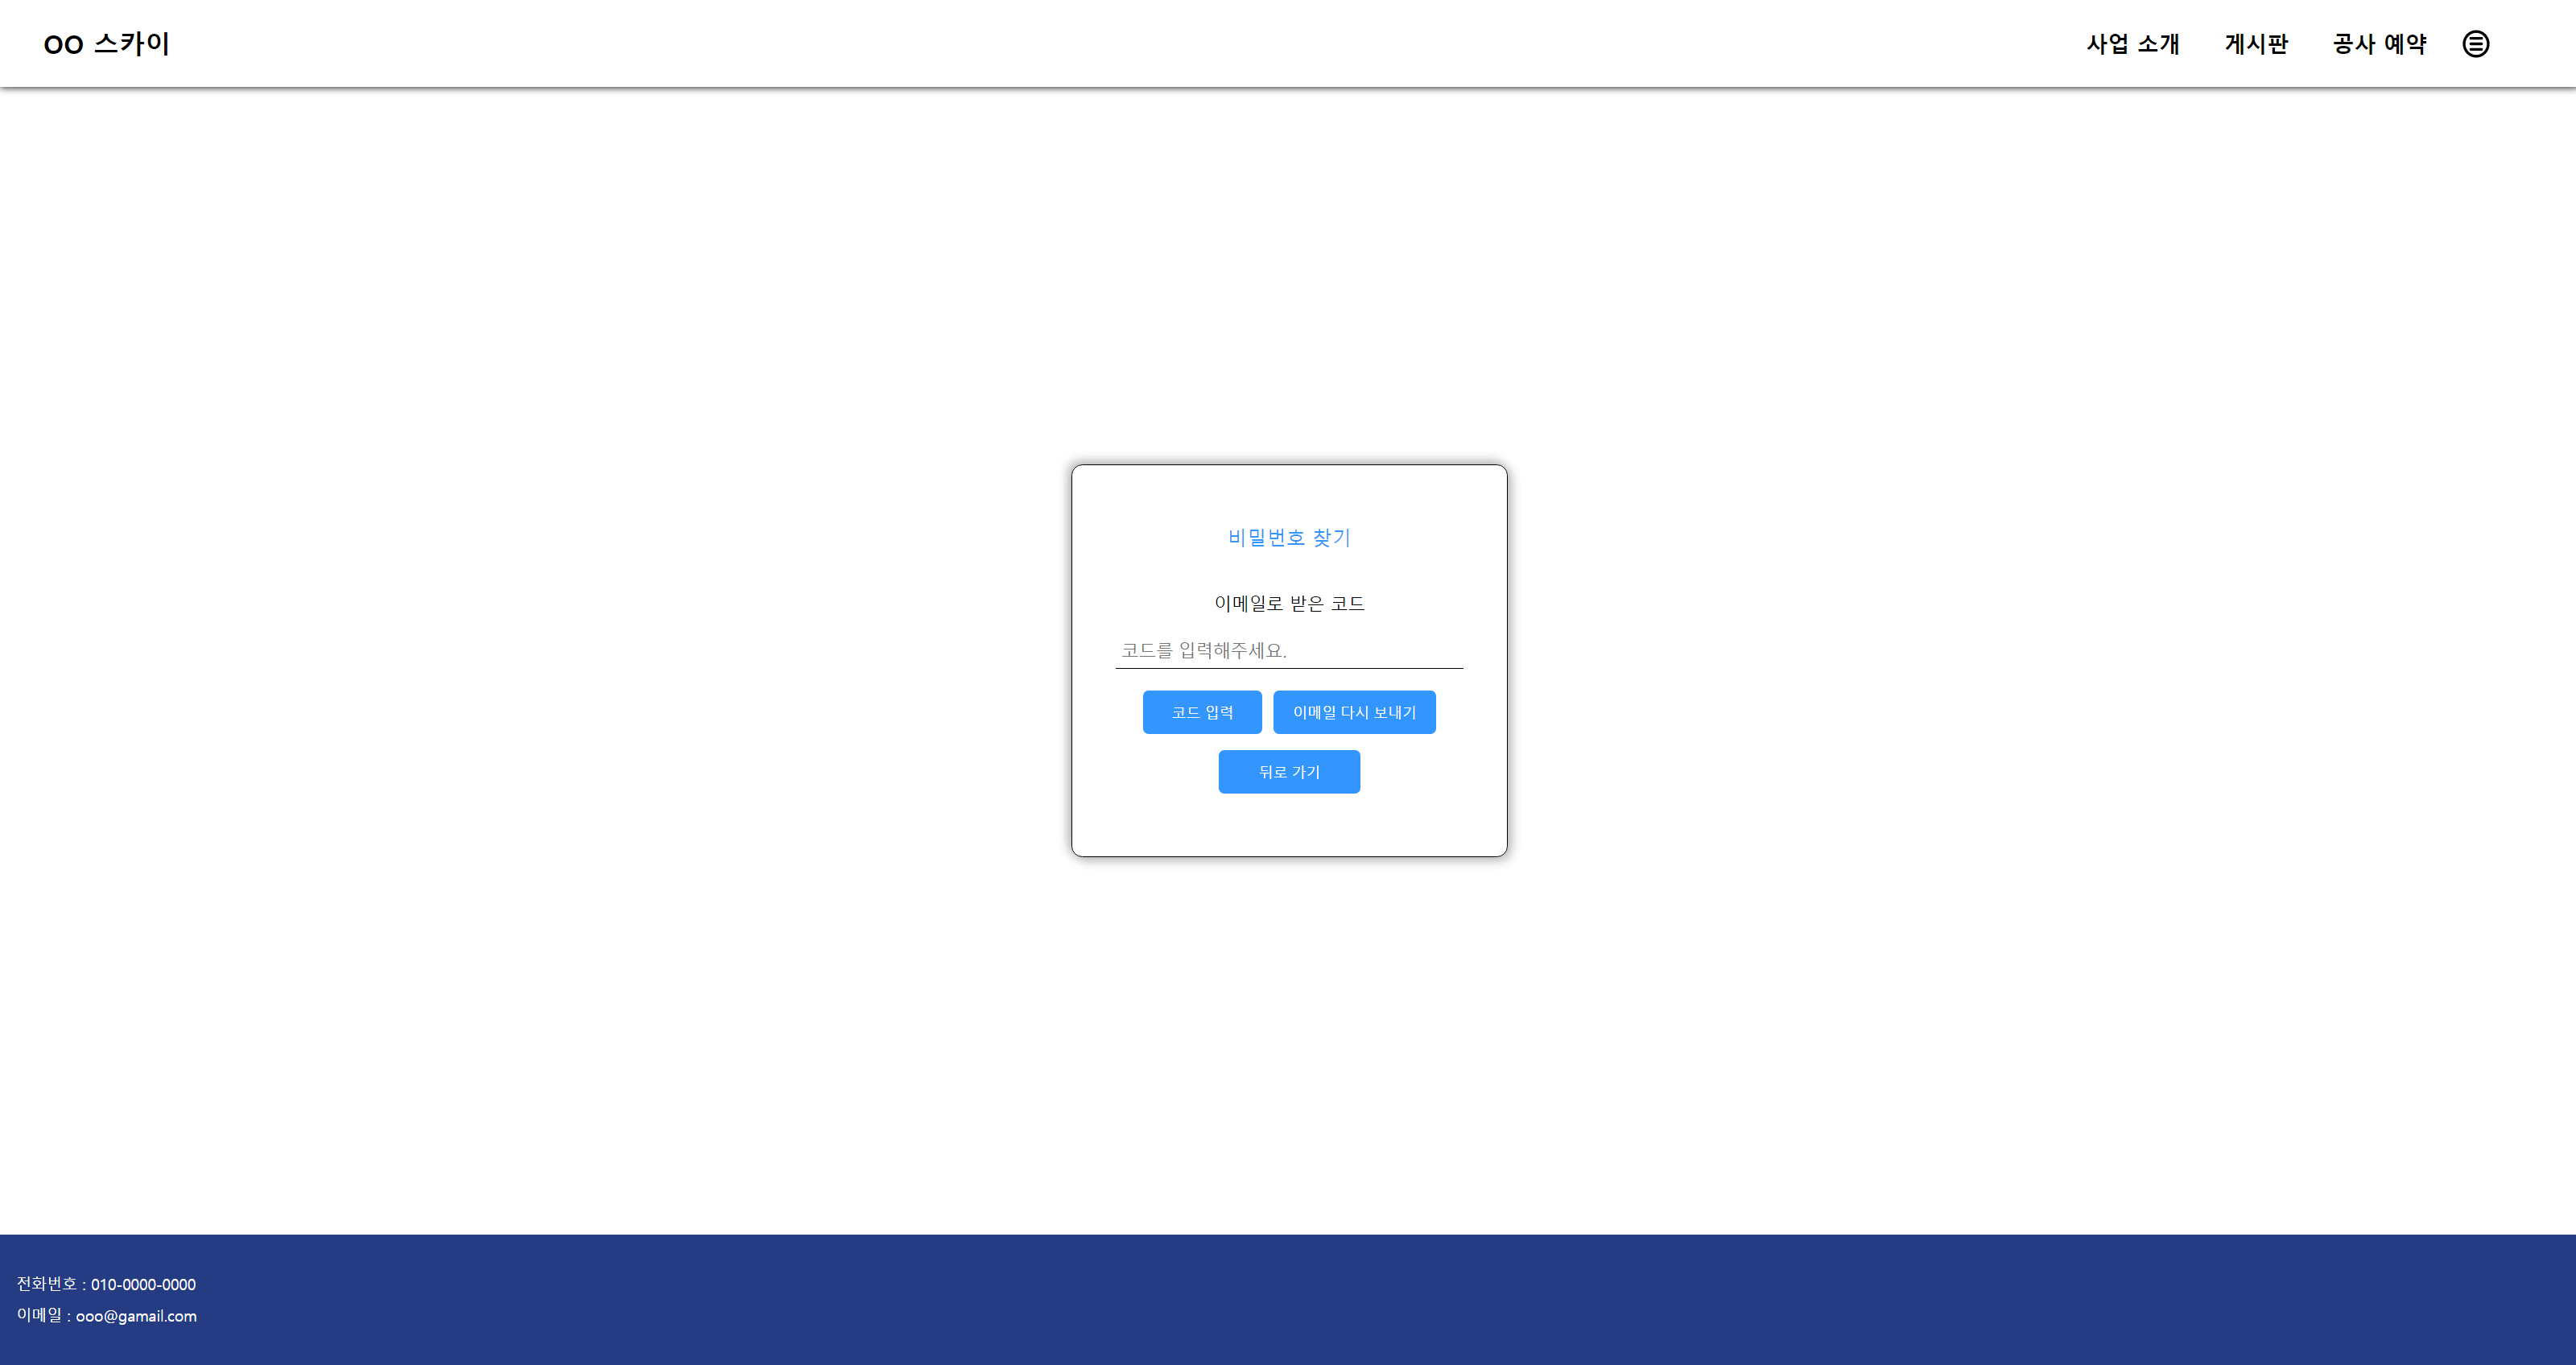 OO 스카이
사업 소개 게시판 공사 예약
비밀번호 찾기
이메일로 받은 코드
코드를 입력해주세요.
코드 입력 이메일 다시 보내기
뒤로 가기
전화번호 : 010-0000-0000
이메일 : ooo@gamail.com